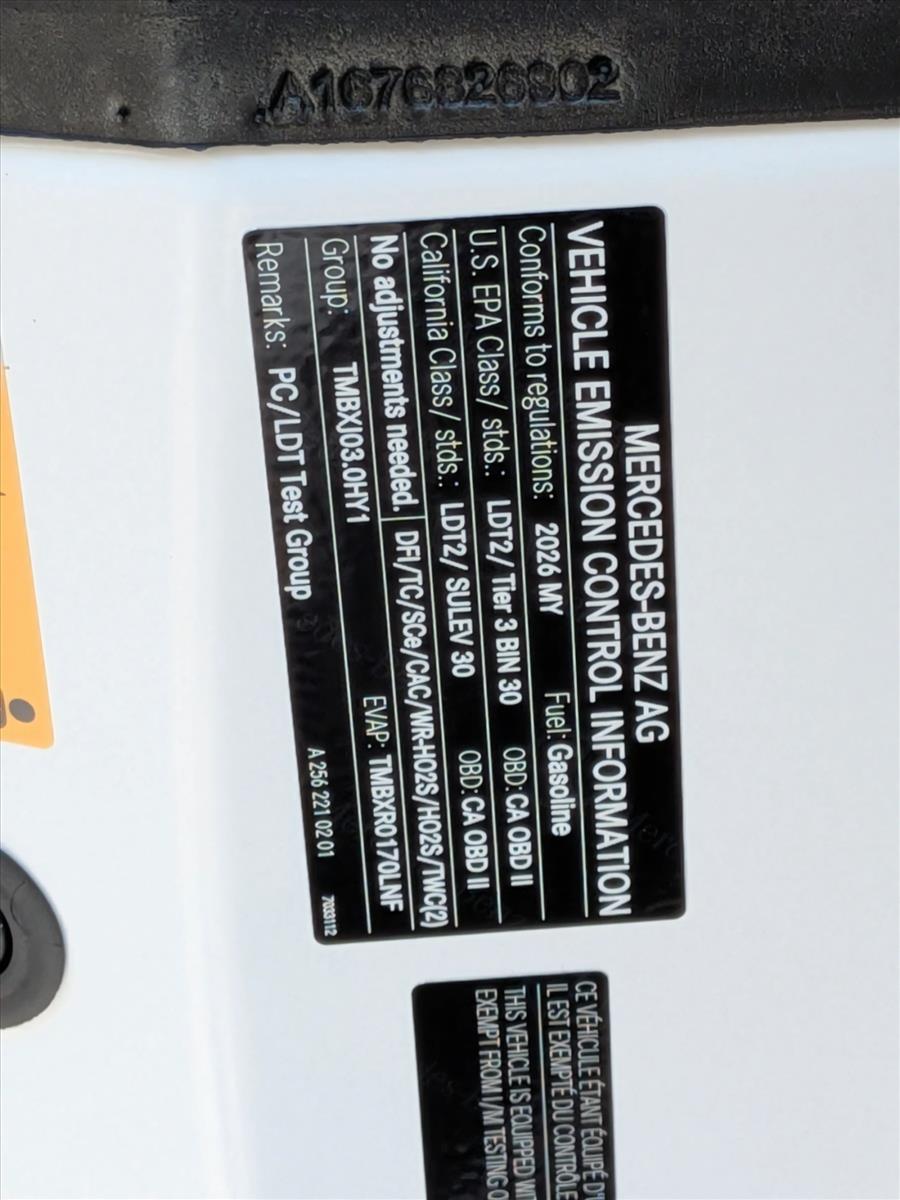 A1676826802
MERCEDES-BENZ AG
VEHICLE EMISSION CONTROL INFORMATION
Conforms to regulations: 2026 MY Fuel: Gasoline
U.S. EPA Class/ stds.: LDT2/ Tier 3 BIN 30 OBD: CA OBD II
California Class/ stds.: LDT2/ SULEV 30 OBD: CA OBD II
No adjustments needed. DFI/TC/SCe/CAC/WR-HO2S/HO2S/TWC(2)
Group: TMBXJ03.0HY1 EVAP: TMBXR0170LNF
Remarks: PC/LDT Test Group A 256 221 02 01 7033112
CE VÉHICULE ÉTANT ÉQUIPÉ D'
IL EST EXEMPTÉ DU CONTRÔLE
THIS VEHICLE IS EQUIPPED
EXEMPT FROM I/M TESTING